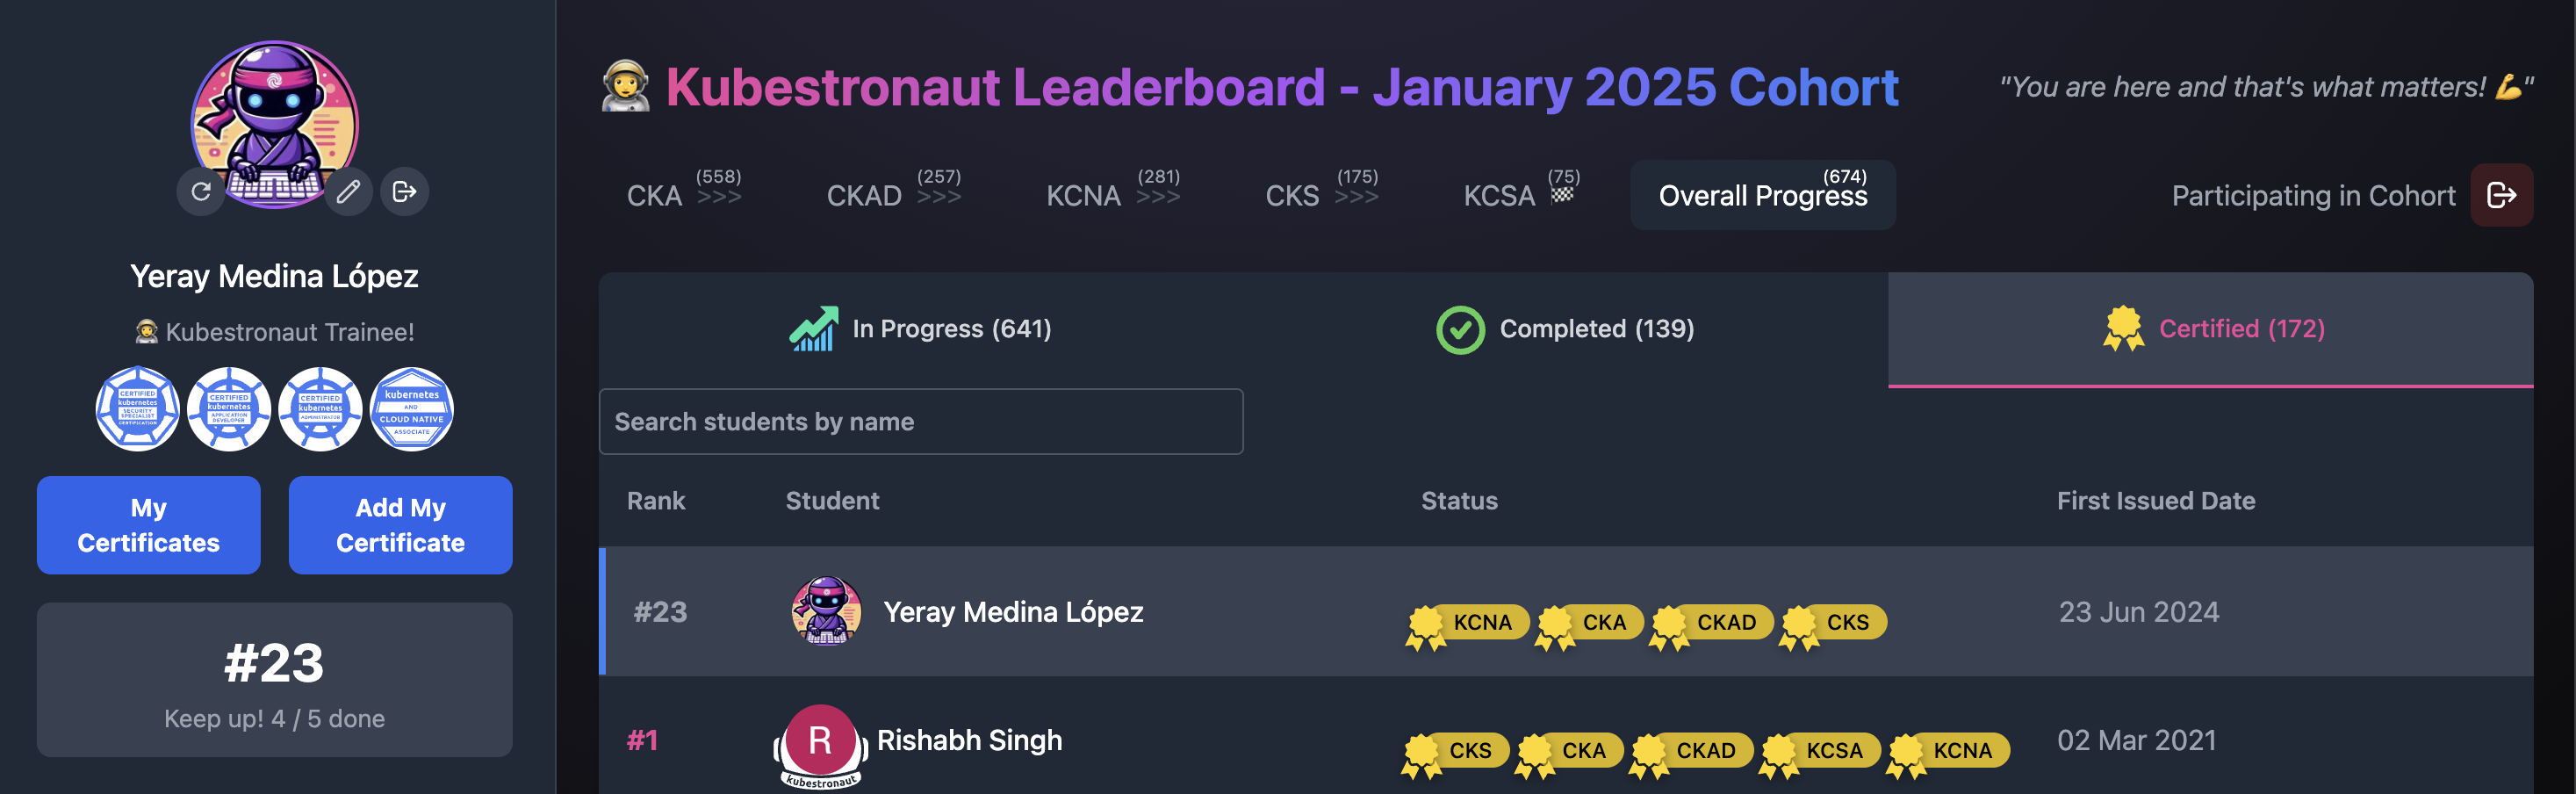 Yeray Medina López
Kubestronaut Trainee!
CERTIFIED
kubernetes
SECURITY
SPECIALIST
CERTIFICATION
CERTIFIED
kubernetes
APPLICATION
DEVELOPER
CERTIFIED
kubernetes
ADMINISTRATOR
kubernetes
AND
CLOUD NATIVE
ASSOCIATE
My
Certificates
Add My
Certificate
#23
Keep up! 4 / 5 done
Kubestronaut Leaderboard - January 2025 Cohort
"You are here and that's what matters! 💪"
CKA (558) >>>
CKAD (257) >>>
KCNA (281) >>>
CKS (175) >>>
KCSA (75)
Overall Progress (674)
Participating in Cohort
In Progress (641)
Completed (139)
Certified (172)
Search students by name
Rank Student Status First Issued Date
#23 Yeray Medina López KCNA CKA CKAD CKS 23 Jun 2024
#1 R Rishabh Singh CKS CKA CKAD KCSA KCNA 02 Mar 2021
kubestronaut